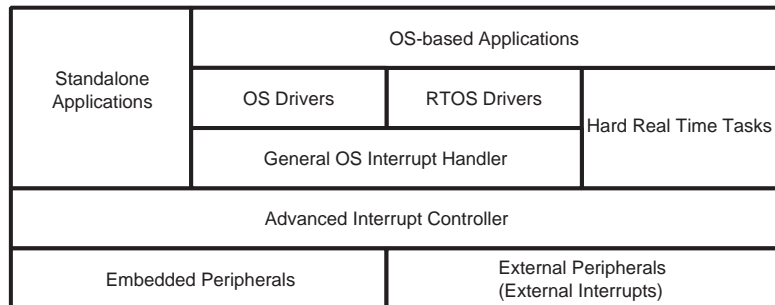 OS-based Applications
Standalone
Applications
OS Drivers
RTOS Drivers
Hard Real Time Tasks
General OS Interrupt Handler
Advanced Interrupt Controller
Embedded Peripherals
External Peripherals
(External Interrupts)